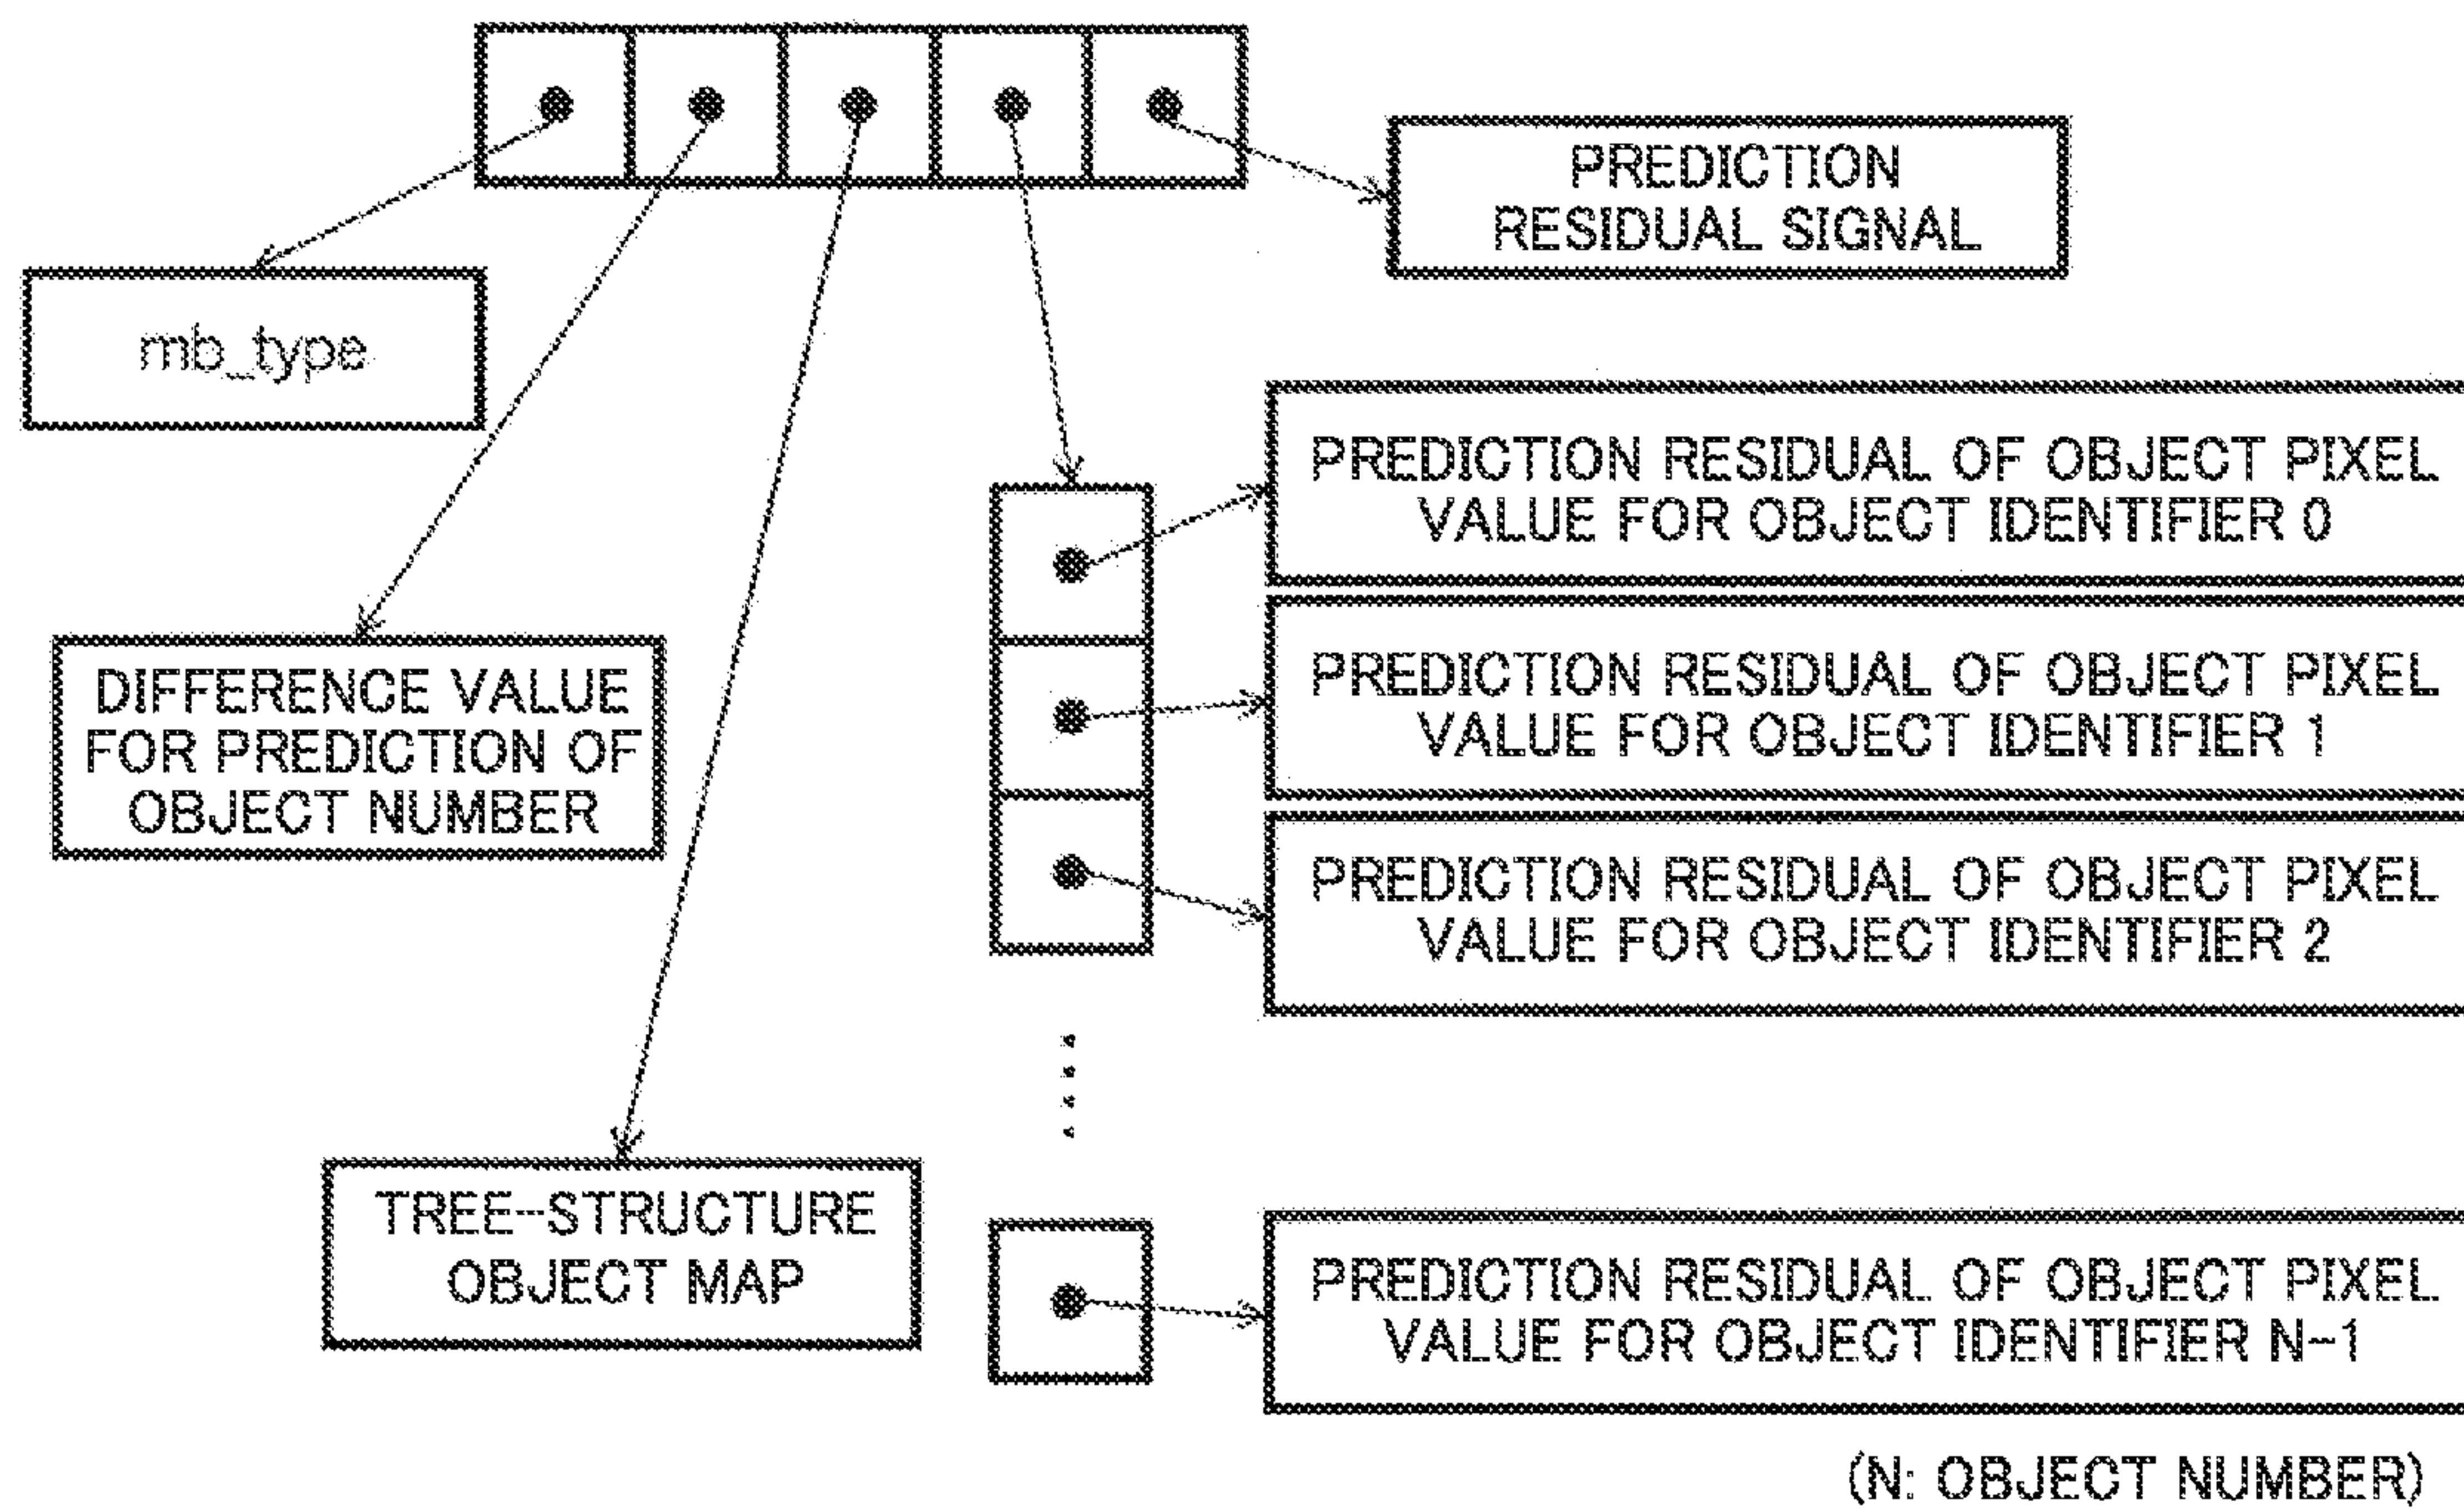 PREDICTION
RESIDUAL SIGNAL
mb_type
PREDICTION RESIDUAL OF OBJECT PIXEL
VALUE FOR OBJECT IDENTIFIER 0
PREDICTION RESIDUAL OF OBJECT PIXEL
VALUE FOR OBJECT IDENTIFIER 1
DIFFERENCE VALUE
FOR PREDICTION OF
OBJECT NUMBER
PREDICTION RESIDUAL OF OBJECT PIXEL
VALUE FOR OBJECT IDENTIFIER 2
TREE-STRUCTURE
OBJECT MAP
PREDICTION RESIDUAL OF OBJECT PIXEL
VALUE FOR OBJECT IDENTIFIER N-1
(N: OBJECT NUMBER)